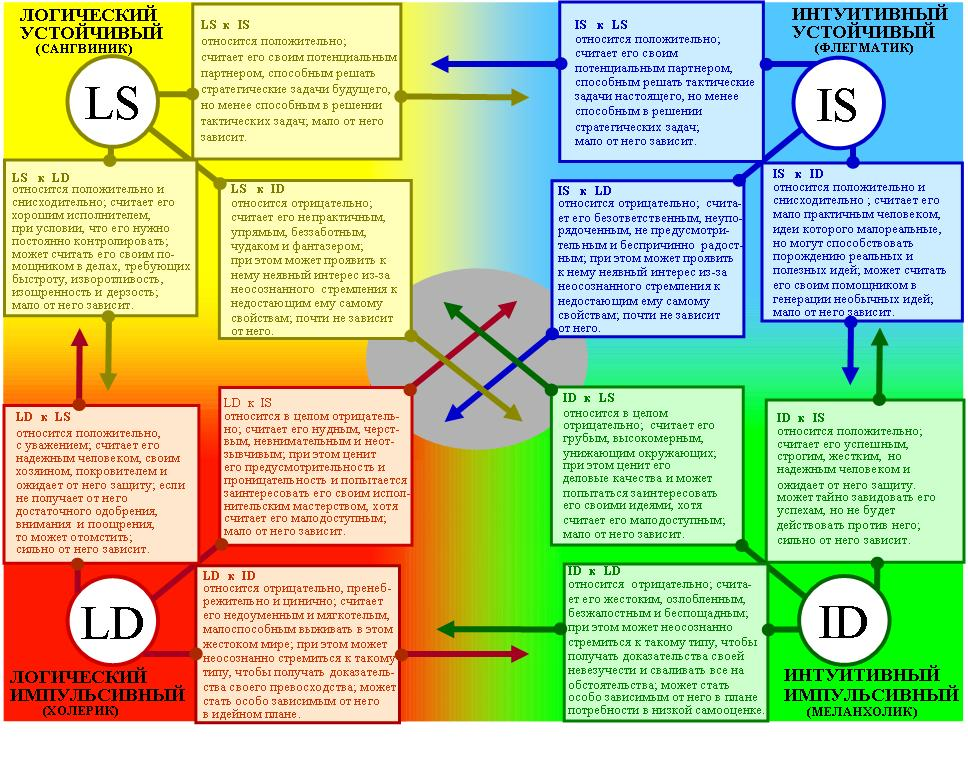 ЛОГИЧЕСКИЙ
УСТОЙЧИВЫЙ
(САНГВИНИК)
LS
LS к IS
относится положительно;
считает его своим потенциальным
партнером, способным решать
стратегические задачи будущего,
но менее способным в решении
тактических задач; мало от него
зависит.
IS к LS
относится положительно;
считает его своим
потенциальным партнером,
способным решать тактические
задачи настоящего, но менее
способным в решении
стратегических задач;
мало от него зависит.
ИНТУИТИВНЫЙ
УСТОЙЧИВЫЙ
(ФЛЕГМАТИК)
IS
LS к LD
относится положительно и
снисходительно; считает его
хорошим исполнителем,
при условии, что его нужно
постоянно контролировать;
может считать его своим по-
мощником в делах, требующих
быстроту, изворотливость,
изощренность и дерзость;
мало от него зависит.
LS к ID
относится отрицательно;
считает его непрактичным,
упрямым, беззаботным,
чудаком и фантазером;
при этом может проявить к
нему неявный интерес из-за
неосознанного стремления к
недостающим ему самому
свойствам; почти не зависит
от него.
IS к LD
относится отрицательно; счита-
ет его безответственным, неупо-
рядоченным, не предусмотри-
тельным и беспричинно радост-
ным; при этом может проявить
к нему неявный интерес из-за
неосознанного стремления к
недостающим ему самому
свойствам; почти не зависит
от него.
IS к ID
относится положительно и
снисходительно ; считает его
мало практичным человеком,
идеи которого малореальные,
но могут способствовать
порождению реальных и
полезных идей; может считать
его своим помощником в
генерации необычных идей;
мало от него зависит.
LD к LS
относится положительно,
с уважением; считает его
надежным человеком, своим
хозяином, покровителем и
ожидает от него защиту; если
не получает от него
достаточного одобрения,
внимания и поощрения,
то может отомстить;
сильно от него зависит.
LD к IS
относится в целом отрицатель-
но; считает его нудным, черст-
вым, невнимательным и неот-
зывчивым; при этом ценит
его предусмотрительность и
проницательность и попытается
заинтересовать его своим испол-
нительским мастерством, хотя
считает его малодоступным;
мало от него зависит.
ID к LS
относится в целом
отрицательно; считает его
грубым, высокомерным,
унижающим окружающих;
при этом ценит его
деловые качества и может
попытаться заинтересовать
его своими идеями, хотя
считает его малодоступным;
мало от него зависит.
ID к IS
относится положительно;
считает его успешным,
строгим, жестким, но
надежным человеком и
ожидает от него защиту.
может тайно завидовать его
успехам, но не будет
действовать против него;
сильно от него зависит.
LD к ID
относится отрицательно, пренеб-
режительно и цинично; считает
его недоуменным и мягкотелым,
малоспособным выживать в этом
жестоком мире; при этом может
неосознанно стремиться к такому
типу, чтобы получать доказатель-
ства своего превосходства; может
стать особо зависимым от него
в идейном плане.
ID к LD
относится отрицательно; счита-
ет его жестоким, озлобленным,
безжалостным и беспощадным;
при этом может неосознанно
стремиться к такому типу, чтобы
получать доказательства своей
невезучести и сваливать все на
обстоятельства; может стать
особо зависимым от него в плане
потребности в низкой самооценке.
LD
ЛОГИЧЕСКИЙ
ИМПУЛЬСИВНЫЙ
(ХОЛЕРИК)
ID
ИНТУИТИВНЫЙ
ИМПУЛЬСИВНЫЙ
(МЕЛАНХОЛИК)